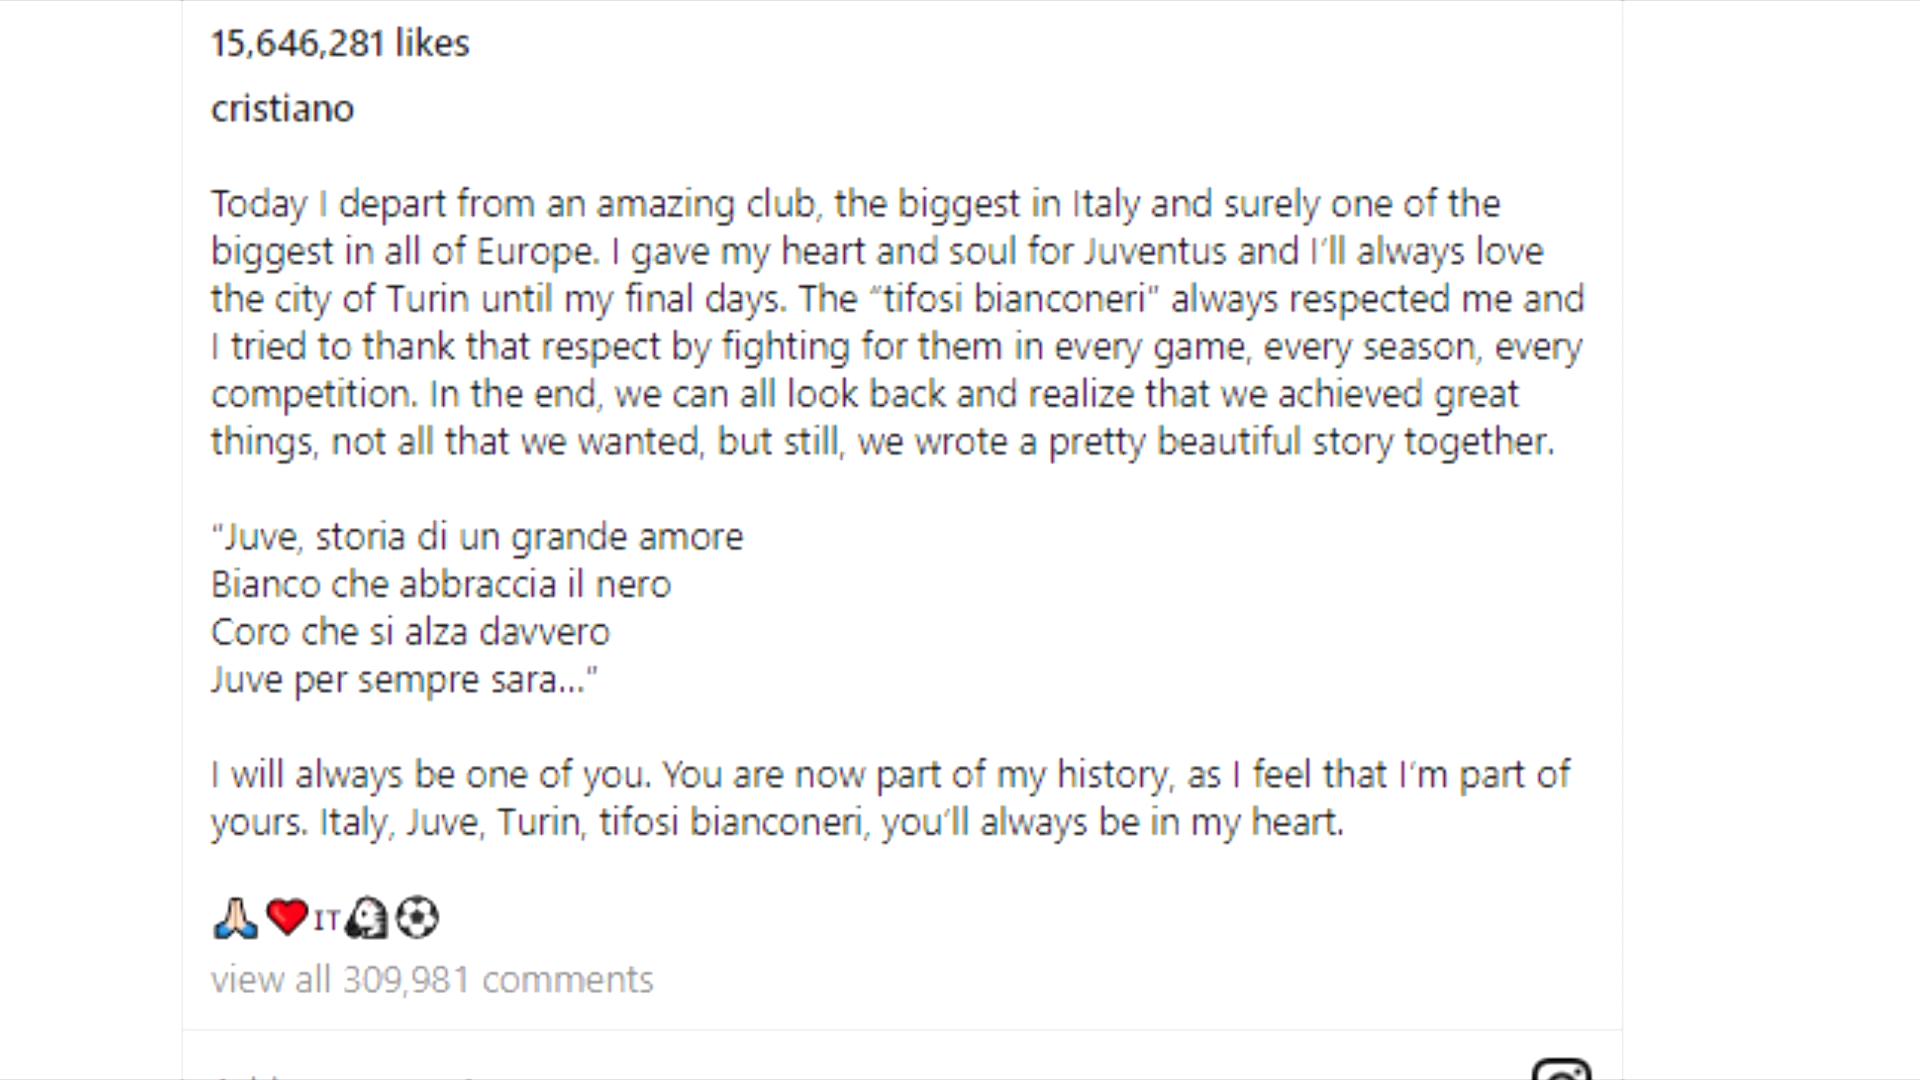 15,646,281 likes
cristiano
Today I depart from an amazing club, the biggest in Italy and surely one of the
biggest in all of Europe. I gave my heart and soul for Juventus and I'll always love
the city of Turin until my final days. The “tifosi bianconeri” always respected me and
I tried to thank that respect by fighting for them in every game, every season, every
competition. In the end, we can all look back and realize that we achieved great
things, not all that we wanted, but still, we wrote a pretty beautiful story together.
“Juve, storia di un grande amore
Bianco che abbraccia il nero
Coro che si alza davvero
Juve per sempre sara...”
I will always be one of you. You are now part of my history, as I feel that I'm part of
yours. Italy, Juve, Turin, tifosi bianconeri, you'll always be in my heart.
🙏🏻❤️IT⚽
view all 309,981 comments